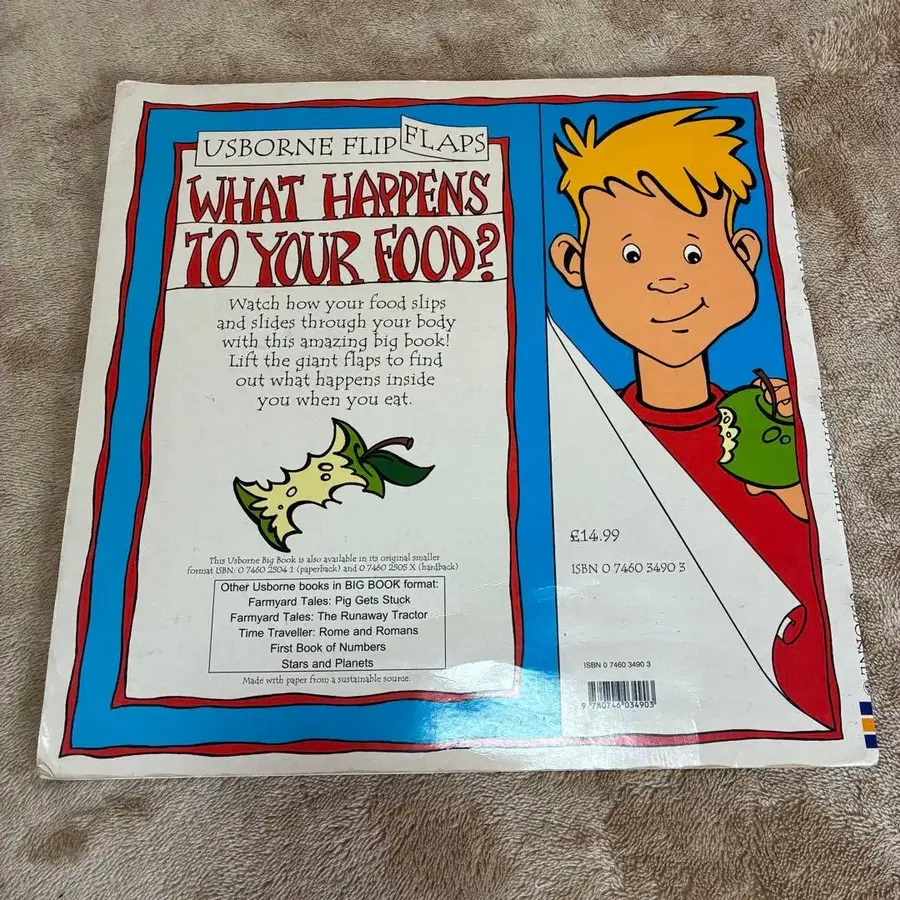 USBORNE FLIP FLAPS
WHAT HAPPENS
TO YOUR FOOD?
Watch how your food slips
and slides through your body
with this amazing big book!
Lift the giant flaps to find
out what happens inside
you when you eat.
This Usborne Big Book is also available in its original smaller
format ISBN: 0 7460 2504 1 (paperback) and 0 7460 2505 X (hardback)
Other Usborne books in BIG BOOK format:
Farmyard Tales: Pig Gets Stuck
Farmyard Tales: The Runaway Tractor
Time Traveller: Rome and Romans
First Book of Numbers
Stars and Planets
Made with paper from a sustainable source.
£14.99
ISBN 0 7460 3490 3
ISBN 0 7460 3490 3
9 780746 034903